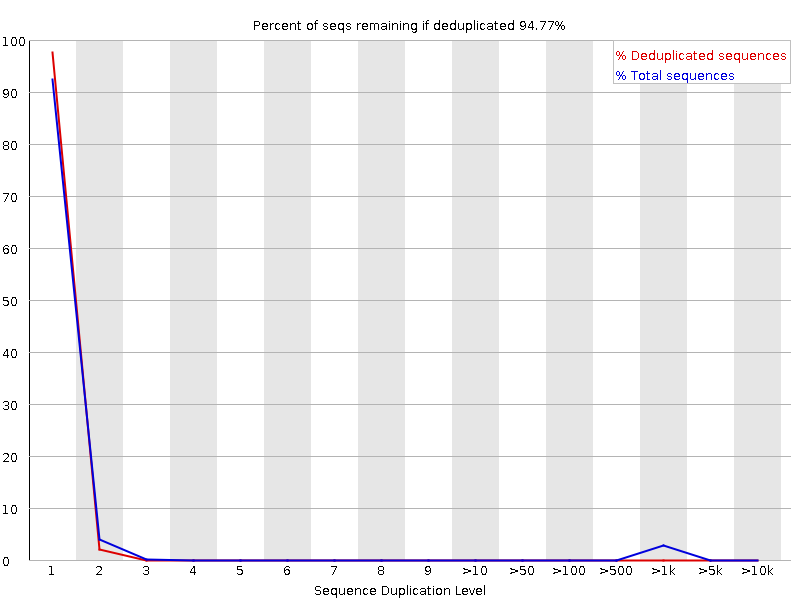 Percent of seqs remaining if deduplicated 94.77%
% Deduplicated sequences
% Total sequences
100
90
80
70
60
50
40
30
20
10
0
1 2 3 4 5 6 7 8 9 >10 >50 >100 >500 >1k >5k >10k
Sequence Duplication Level